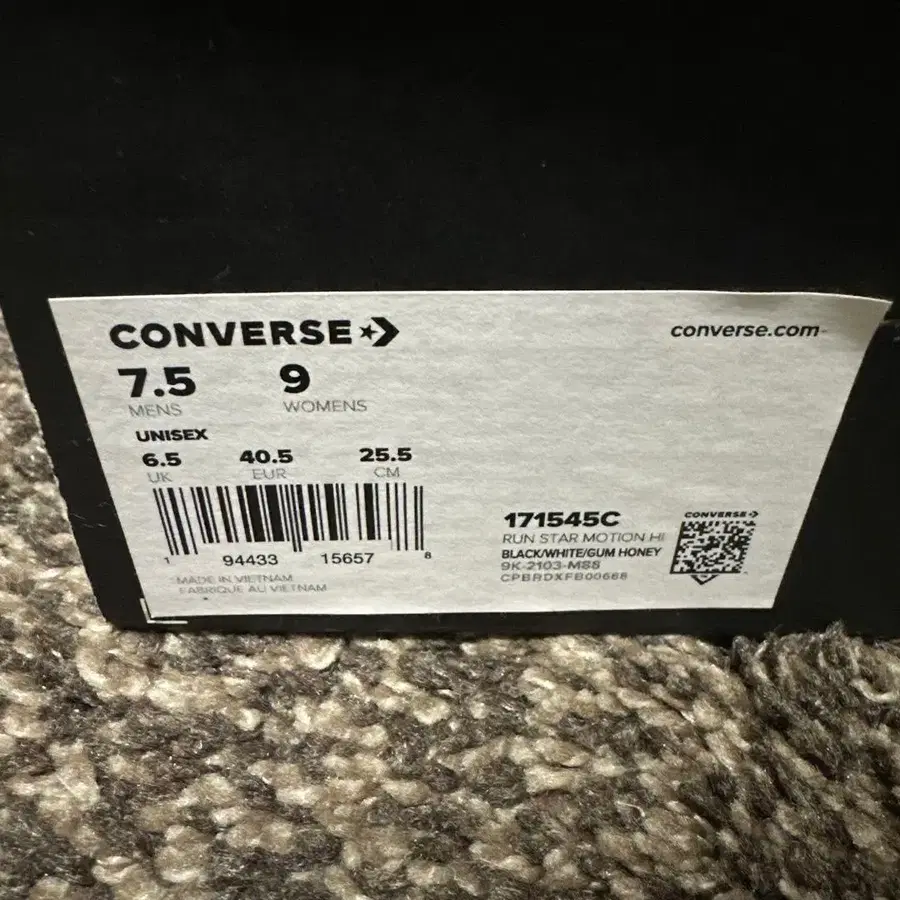 CONVERSE
converse.com
7.5 9
MENS WOMENS
UNISEX
6.5 40.5 25.5
UK EUR CM
1 94433 15657 8
MADE IN VIETNAM
FABRIQUE AU VIETNAM
CONVERSE
171545C
RUN STAR MOTION HI
BLACK/WHITE/GUM HONEY
9K-2103-M88
CPBRDXFB00668